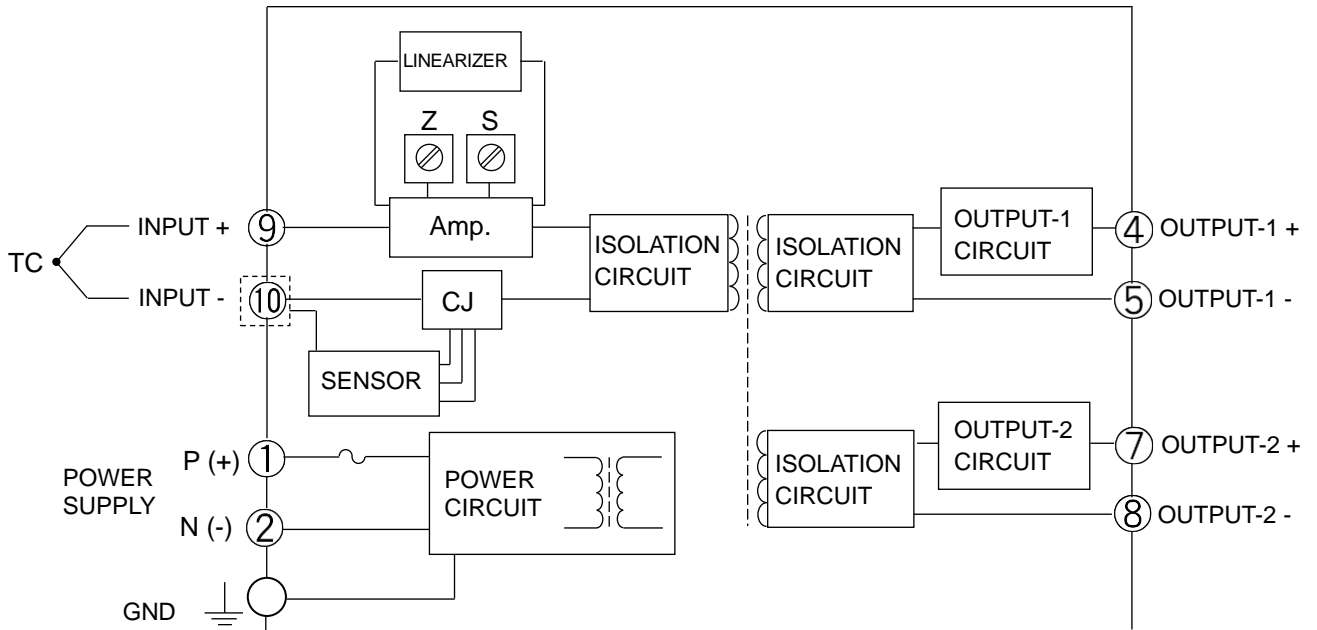 LINEARIZER
Z S
TC
INPUT + 9
Amp.
ISOLATION
CIRCUIT
ISOLATION
CIRCUIT
OUTPUT-1
CIRCUIT
4 OUTPUT-1 +
INPUT - 10
CJ
5 OUTPUT-1 -
SENSOR
POWER
SUPPLY
P (+) 1
N (-) 2
POWER
CIRCUIT
ISOLATION
CIRCUIT
OUTPUT-2
CIRCUIT
7 OUTPUT-2 +
8 OUTPUT-2 -
GND